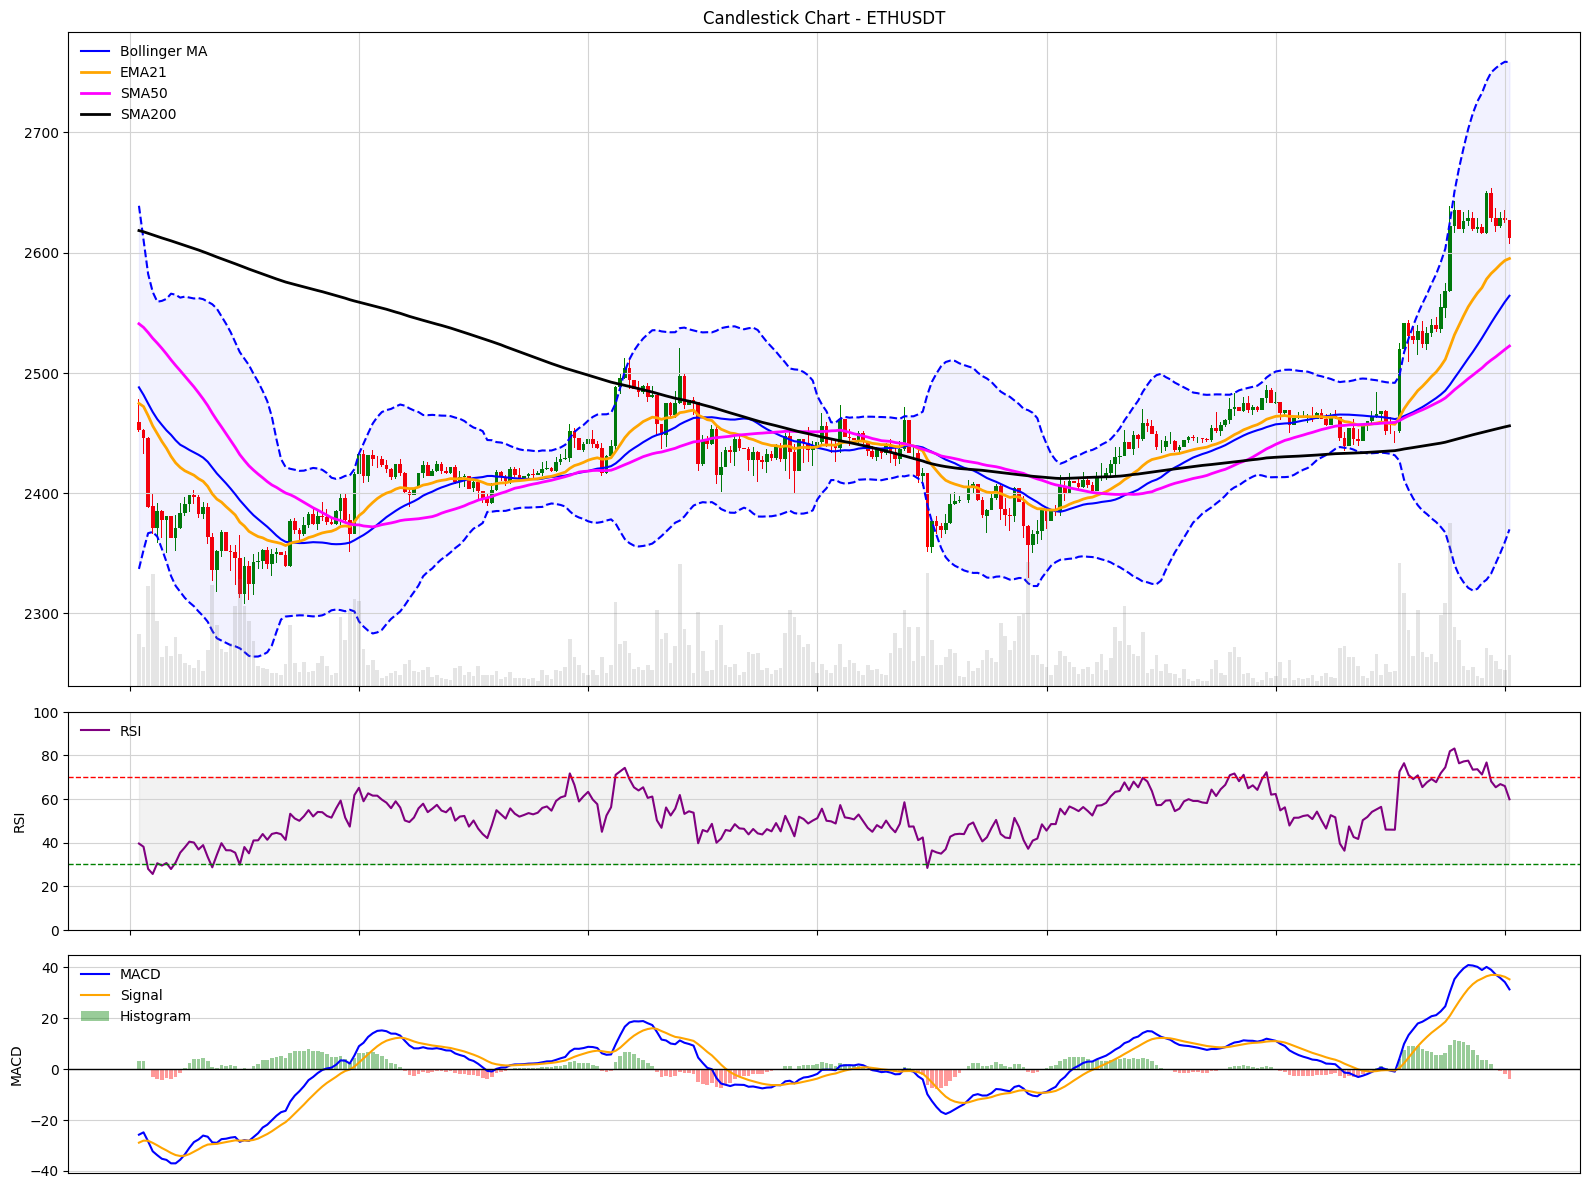 Candlestick Chart - ETHUSDT
Bollinger MA
EMA21
SMA50
SMA200
2700
2600
2500
2400
2300
RSI
100
80
60
40
20
0
RSI
MACD
Signal
Histogram
40
20
0
−20
−40
MACD